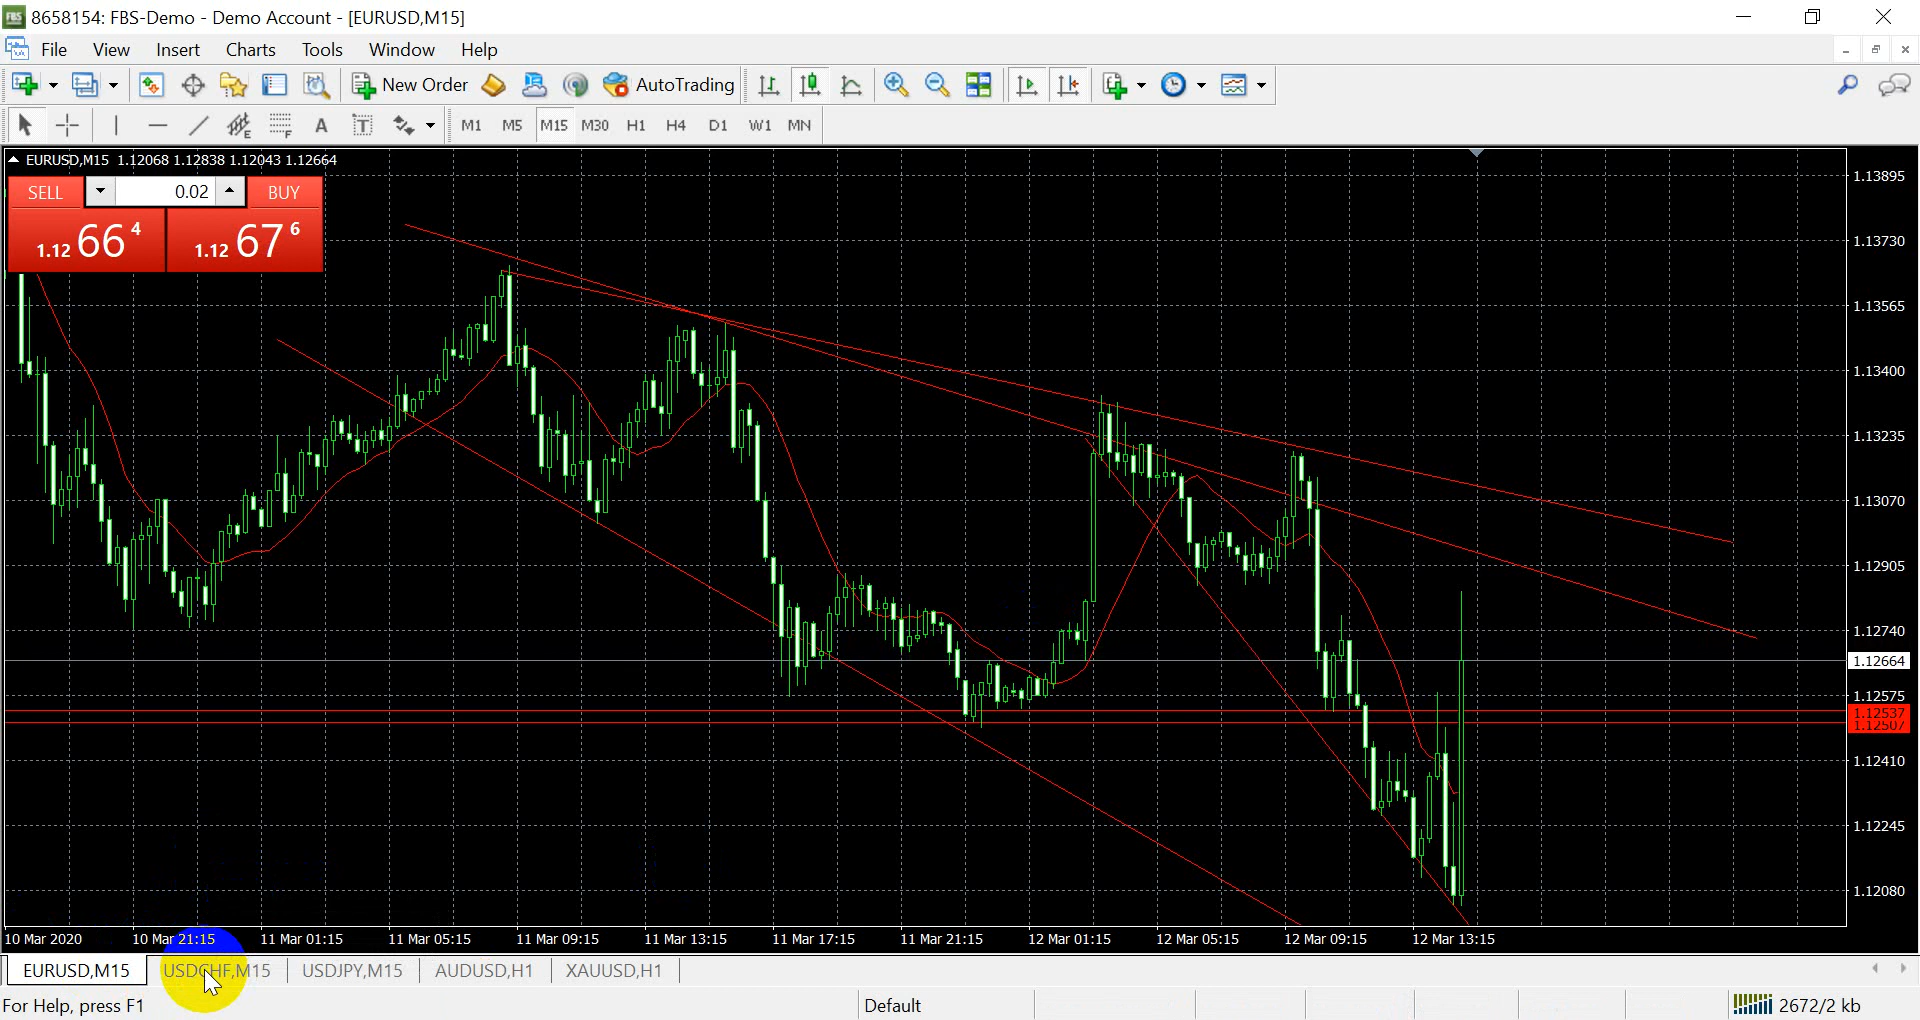 FBS 8658154: FBS-Demo - Demo Account - [EURUSD,M15]
File View Insert Charts Tools Window Help
New Order AutoTrading
E F A T M1 M5 M15 M30 H1 H4 D1 W1 MN
EURUSD,M15 1.12068 1.12838 1.12043 1.12664
SELL 0.02 BUY
1.12 66 4 1.12 67 6
1.13895
1.13730
1.13565
1.13400
1.13235
1.13070
1.12905
1.12740
1.12664
1.12575
1.12537
1.12507
1.12410
1.12245
1.12080
10 Mar 2020 10 Mar 21:15 11 Mar 01:15 11 Mar 05:15 11 Mar 09:15 11 Mar 13:15 11 Mar 17:15 11 Mar 21:15 12 Mar 01:15 12 Mar 05:15 12 Mar 09:15 12 Mar 13:15
EURUSD,M15 USDCHF,M15 USDJPY,M15 AUDUSD,H1 XAUUSD,H1
For Help, press F1 Default 2672/2 kb